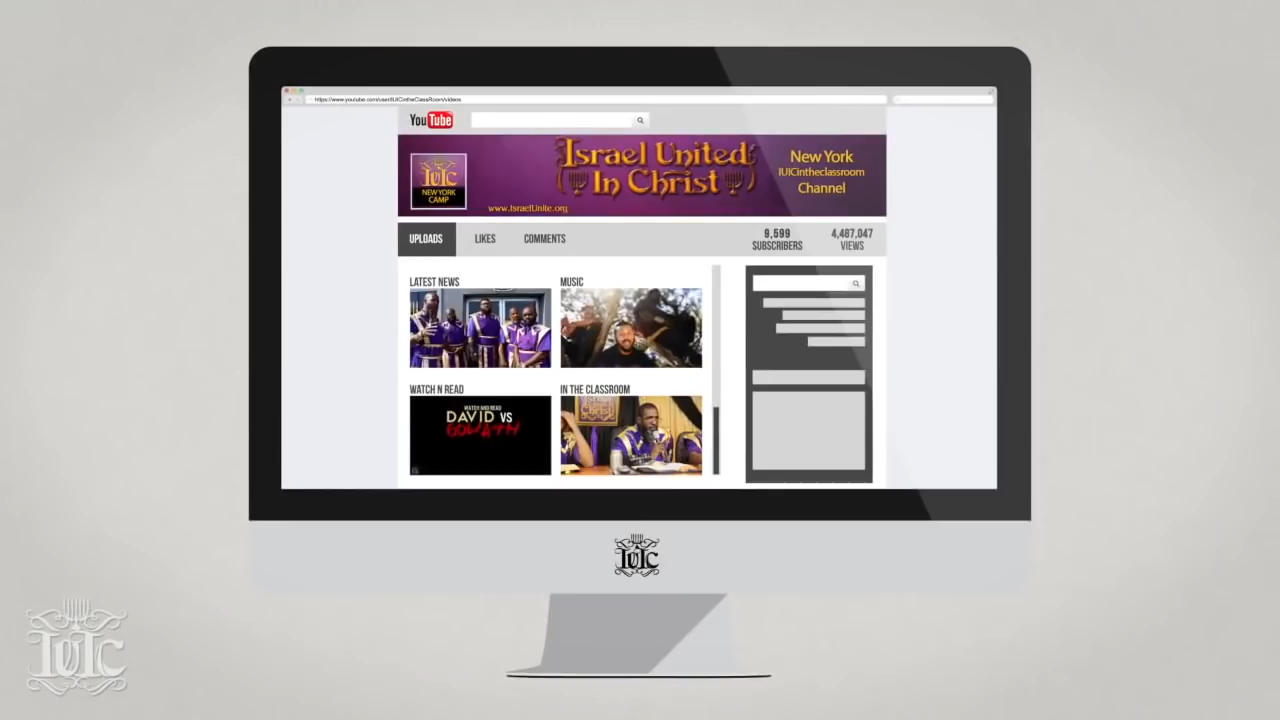 https://www.youtube.com/user/IUICintheClassRoom/videos
YouTube
Israel United
In Christ
IUIC
NEW YORK
CAMP
www.IsraelUnite.org
New York
IUICintheclassroom
Channel
UPLOADS
LIKES
COMMENTS
9,599
SUBSCRIBERS
4,487,047
VIEWS
LATEST NEWS
MUSIC
WATCH N READ
WATCH AND READ
DAVID VS
GOLIATH
IN THE CLASSROOM
Israel
Christ
IUIC
IUIC